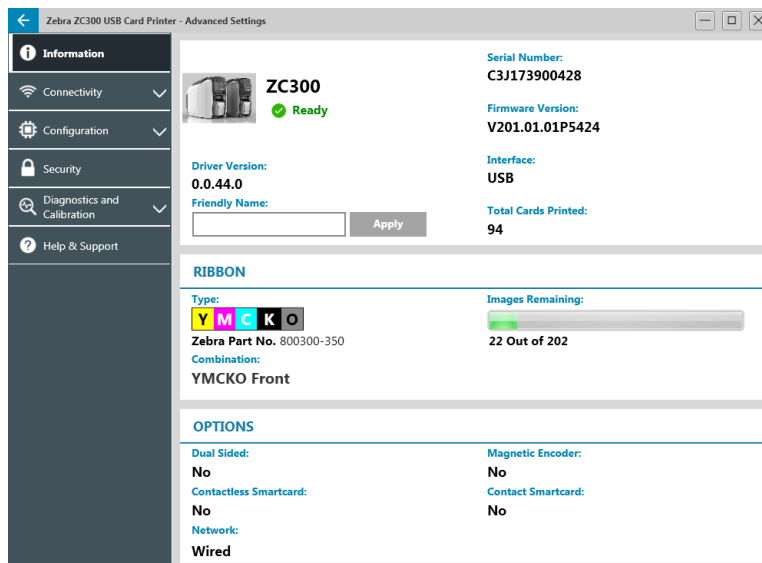 Zebra ZC300 USB Card Printer - Advanced Settings
Information
Connectivity
Configuration
Security
Diagnostics and
Calibration
Help & Support
ZC300
Ready
Driver Version:
0.0.44.0
Friendly Name:
Apply
Serial Number:
C3J173900428
Firmware Version:
V201.01.01P5424
Interface:
USB
Total Cards Printed:
94
RIBBON
Type:
Y M C K O
Zebra Part No. 800300-350
Combination:
YMCKO Front
Images Remaining:
22 Out of 202
OPTIONS
Dual Sided:
No
Magnetic Encoder:
No
Contactless Smartcard:
No
Contact Smartcard:
No
Network:
Wired